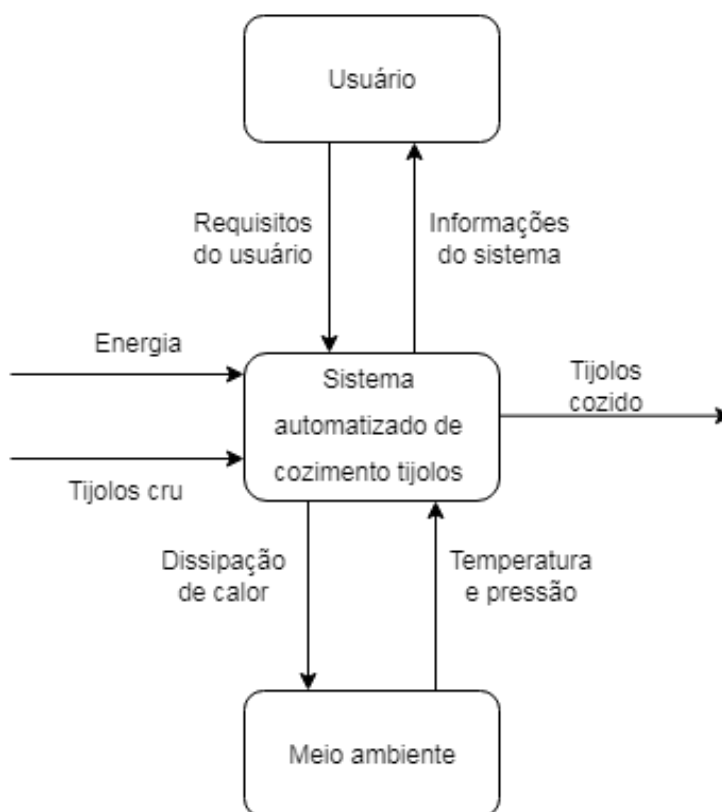 Usuário
Requisitos
do usuário
Informações
do sistema
Energia
Tijolos cru
Sistema
automatizado de
cozimento tijolos
Tijolos
cozido
Dissipação
de calor
Temperatura
e pressão
Meio ambiente